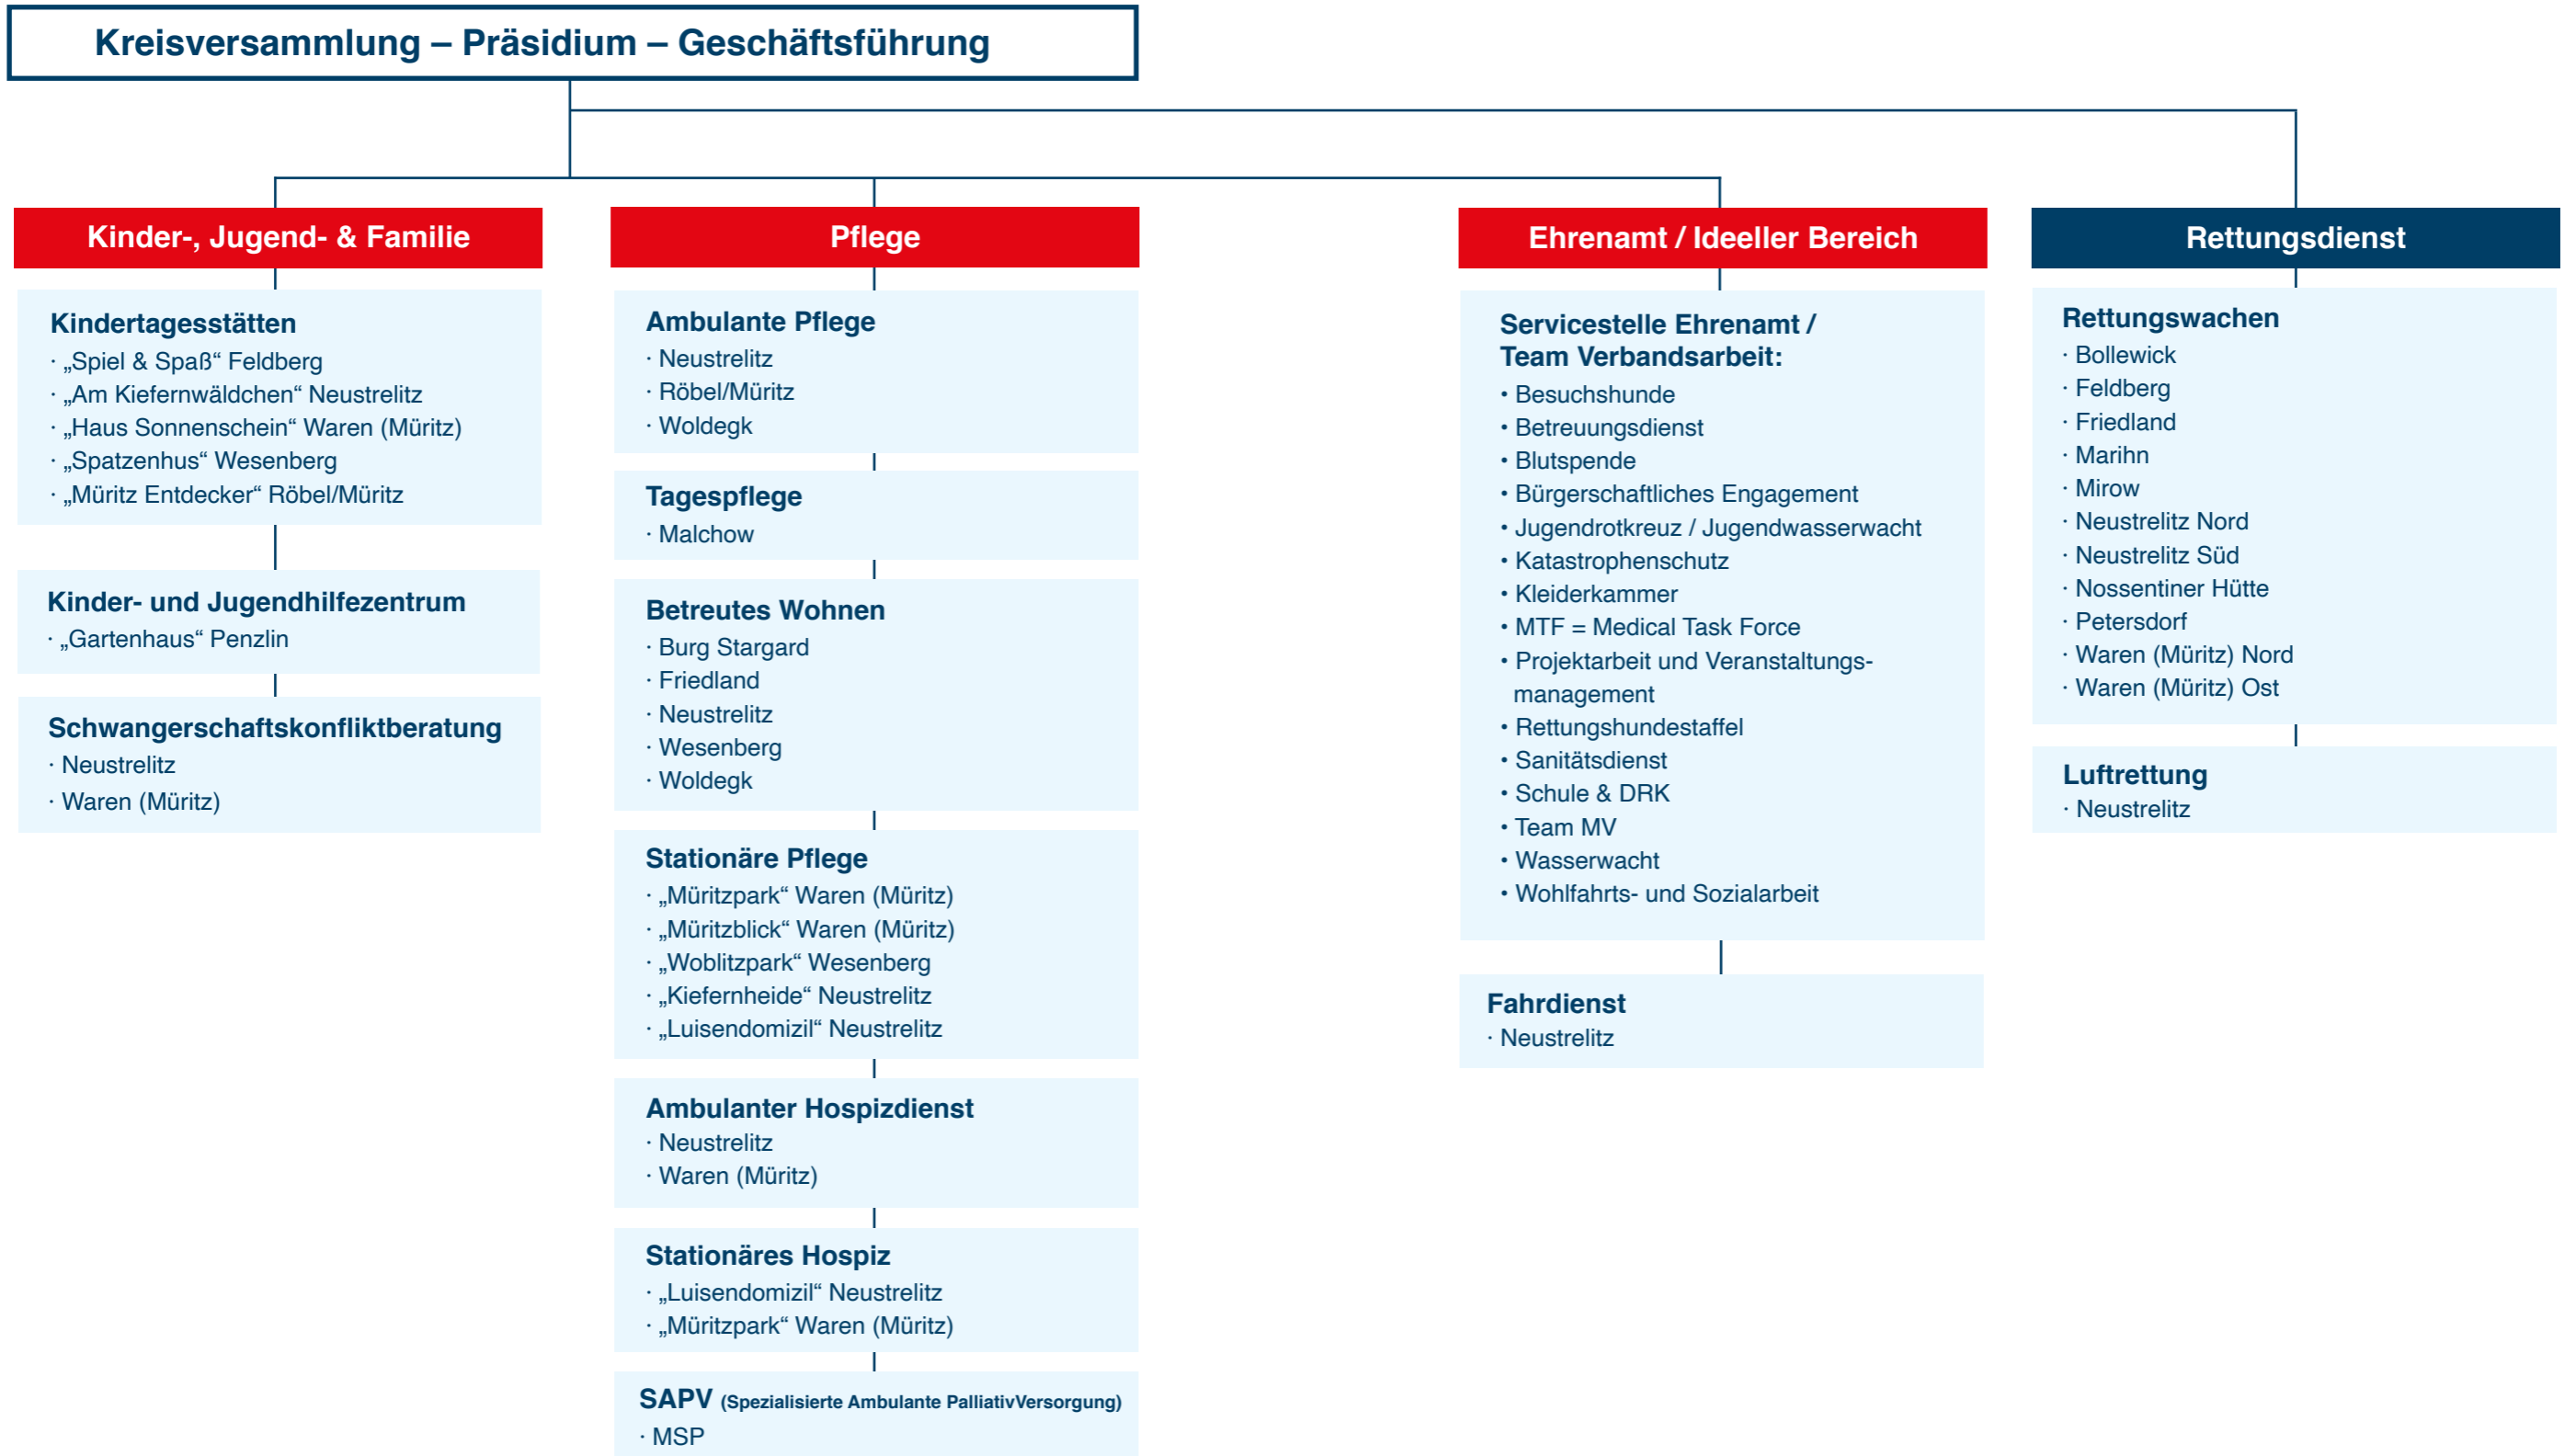 Kreisversammlung – Präsidium – Geschäftsführung
Kinder-, Jugend- & Familie
Kindertagesstätten
· „Spiel & Spaß“ Feldberg
· „Am Kiefernwäldchen“ Neustrelitz
· „Haus Sonnenschein“ Waren (Müritz)
· „Spatzenhus“ Wesenberg
· „Müritz Entdecker“ Röbel/Müritz
Kinder- und Jugendhilfezentrum
· „Gartenhaus“ Penzlin
Schwangerschaftskonfliktberatung
· Neustrelitz
· Waren (Müritz)
Pflege
Ambulante Pflege
· Neustrelitz
· Röbel/Müritz
· Woldegk
Tagespflege
· Malchow
Betreutes Wohnen
· Burg Stargard
· Friedland
· Neustrelitz
· Wesenberg
· Woldegk
Stationäre Pflege
· „Müritzpark“ Waren (Müritz)
· „Müritzblick“ Waren (Müritz)
· „Woblitzpark“ Wesenberg
· „Kiefernheide“ Neustrelitz
· „Luisendomizil“ Neustrelitz
Ambulanter Hospizdienst
· Neustrelitz
· Waren (Müritz)
Stationäres Hospiz
· „Luisendomizil“ Neustrelitz
· „Müritzpark“ Waren (Müritz)
SAPV (Spezialisierte Ambulante PalliativVersorgung)
· MSP
Ehrenamt / Ideeller Bereich
Servicestelle Ehrenamt /
Team Verbandsarbeit:
• Besuchshunde
• Betreuungsdienst
• Blutspende
• Bürgerschaftliches Engagement
• Jugendrotkreuz / Jugendwasserwacht
• Katastrophenschutz
• Kleiderkammer
• MTF = Medical Task Force
• Projektarbeit und Veranstaltungs-
management
• Rettungshundestaffel
• Sanitätsdienst
• Schule & DRK
• Team MV
• Wasserwacht
• Wohlfahrts- und Sozialarbeit
Fahrdienst
· Neustrelitz
Rettungsdienst
Rettungswachen
· Bollewick
· Feldberg
· Friedland
· Marihn
· Mirow
· Neustrelitz Nord
· Neustrelitz Süd
· Nossentiner Hütte
· Petersdorf
· Waren (Müritz) Nord
· Waren (Müritz) Ost
Luftrettung
· Neustrelitz